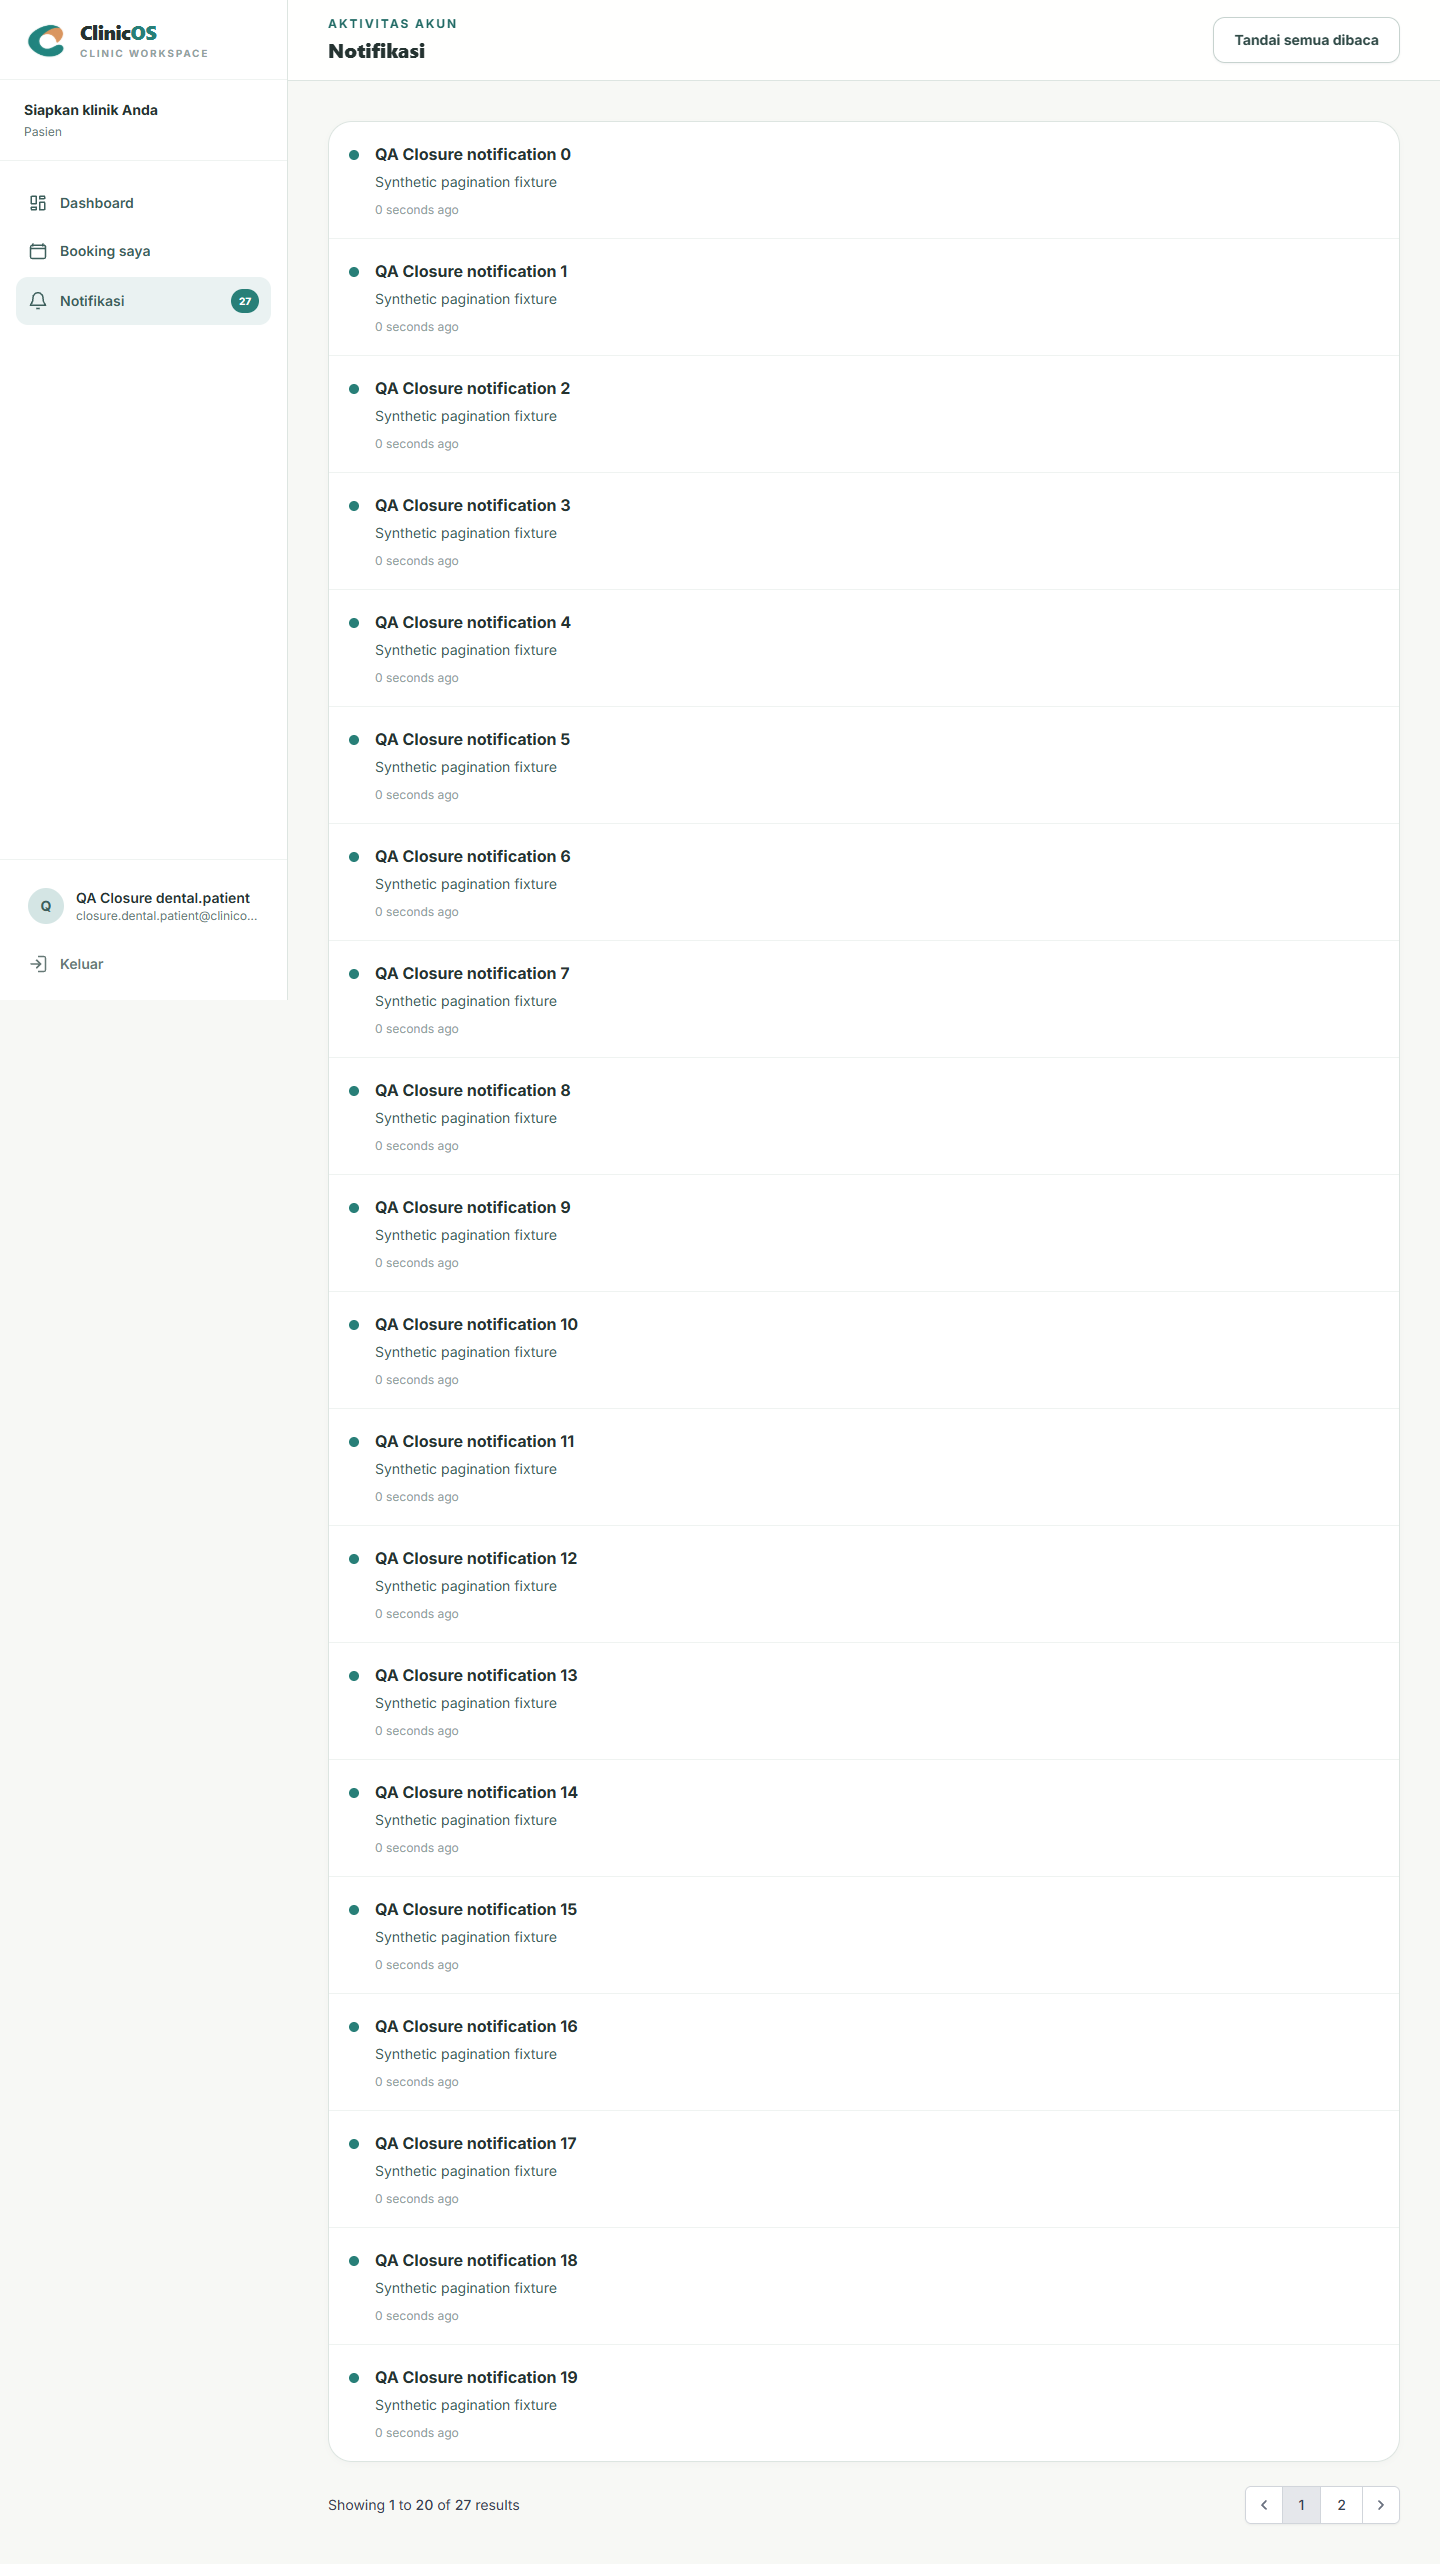 ClinicOS
CLINIC WORKSPACE
Siapkan klinik Anda
Pasien
Dashboard
Booking saya
Notifikasi 27
QA Closure dental.patient
Q
closure.dental.patient@clinico...
Keluar
AKTIVITAS AKUN
Notifikasi
Tandai semua dibaca
QA Closure notification 0
Synthetic pagination fixture
0 seconds ago
QA Closure notification 1
Synthetic pagination fixture
0 seconds ago
QA Closure notification 2
Synthetic pagination fixture
0 seconds ago
QA Closure notification 3
Synthetic pagination fixture
0 seconds ago
QA Closure notification 4
Synthetic pagination fixture
0 seconds ago
QA Closure notification 5
Synthetic pagination fixture
0 seconds ago
QA Closure notification 6
Synthetic pagination fixture
0 seconds ago
QA Closure notification 7
Synthetic pagination fixture
0 seconds ago
QA Closure notification 8
Synthetic pagination fixture
0 seconds ago
QA Closure notification 9
Synthetic pagination fixture
0 seconds ago
QA Closure notification 10
Synthetic pagination fixture
0 seconds ago
QA Closure notification 11
Synthetic pagination fixture
0 seconds ago
QA Closure notification 12
Synthetic pagination fixture
0 seconds ago
QA Closure notification 13
Synthetic pagination fixture
0 seconds ago
QA Closure notification 14
Synthetic pagination fixture
0 seconds ago
QA Closure notification 15
Synthetic pagination fixture
0 seconds ago
QA Closure notification 16
Synthetic pagination fixture
0 seconds ago
QA Closure notification 17
Synthetic pagination fixture
0 seconds ago
QA Closure notification 18
Synthetic pagination fixture
0 seconds ago
QA Closure notification 19
Synthetic pagination fixture
0 seconds ago
Showing 1 to 20 of 27 results
1 2